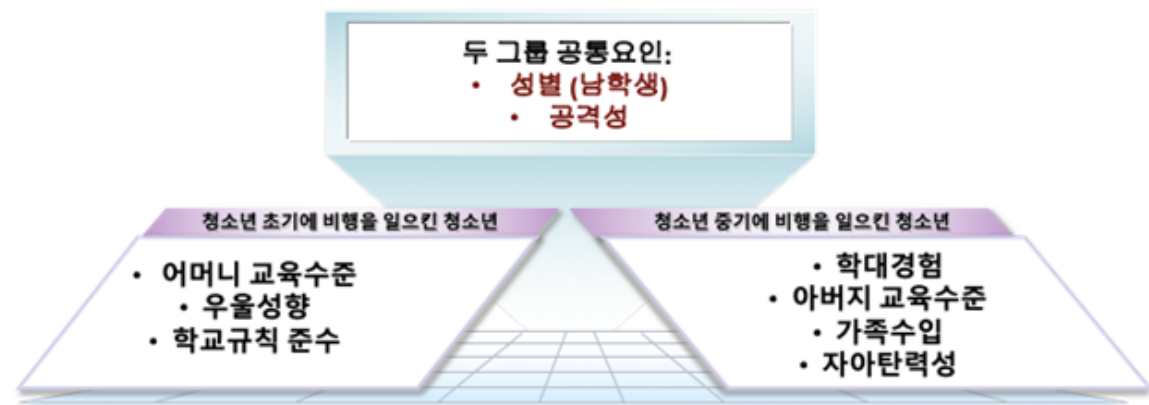 두 그룹 공통요인:
• 성별 (남학생)
• 공격성
청소년 초기에 비행을 일으킨 청소년
• 어머니 교육수준
• 우울성향
• 학교규칙 준수
청소년 중기에 비행을 일으킨 청소년
• 학대경험
• 아버지 교육수준
• 가족수입
• 자아탄력성